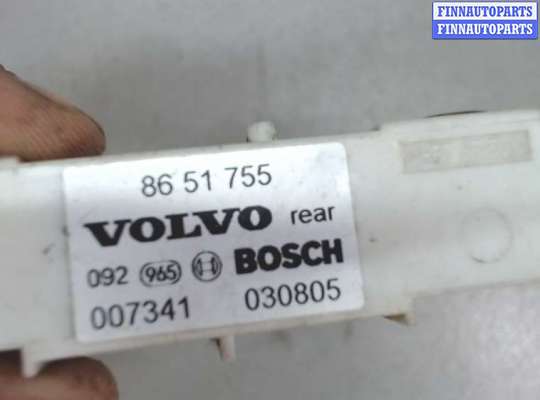 FINNAUTOPARTS
FINNAUTOPARTS
86 51 755
VOLVO rear
092 965 BOSCH
007341 030805